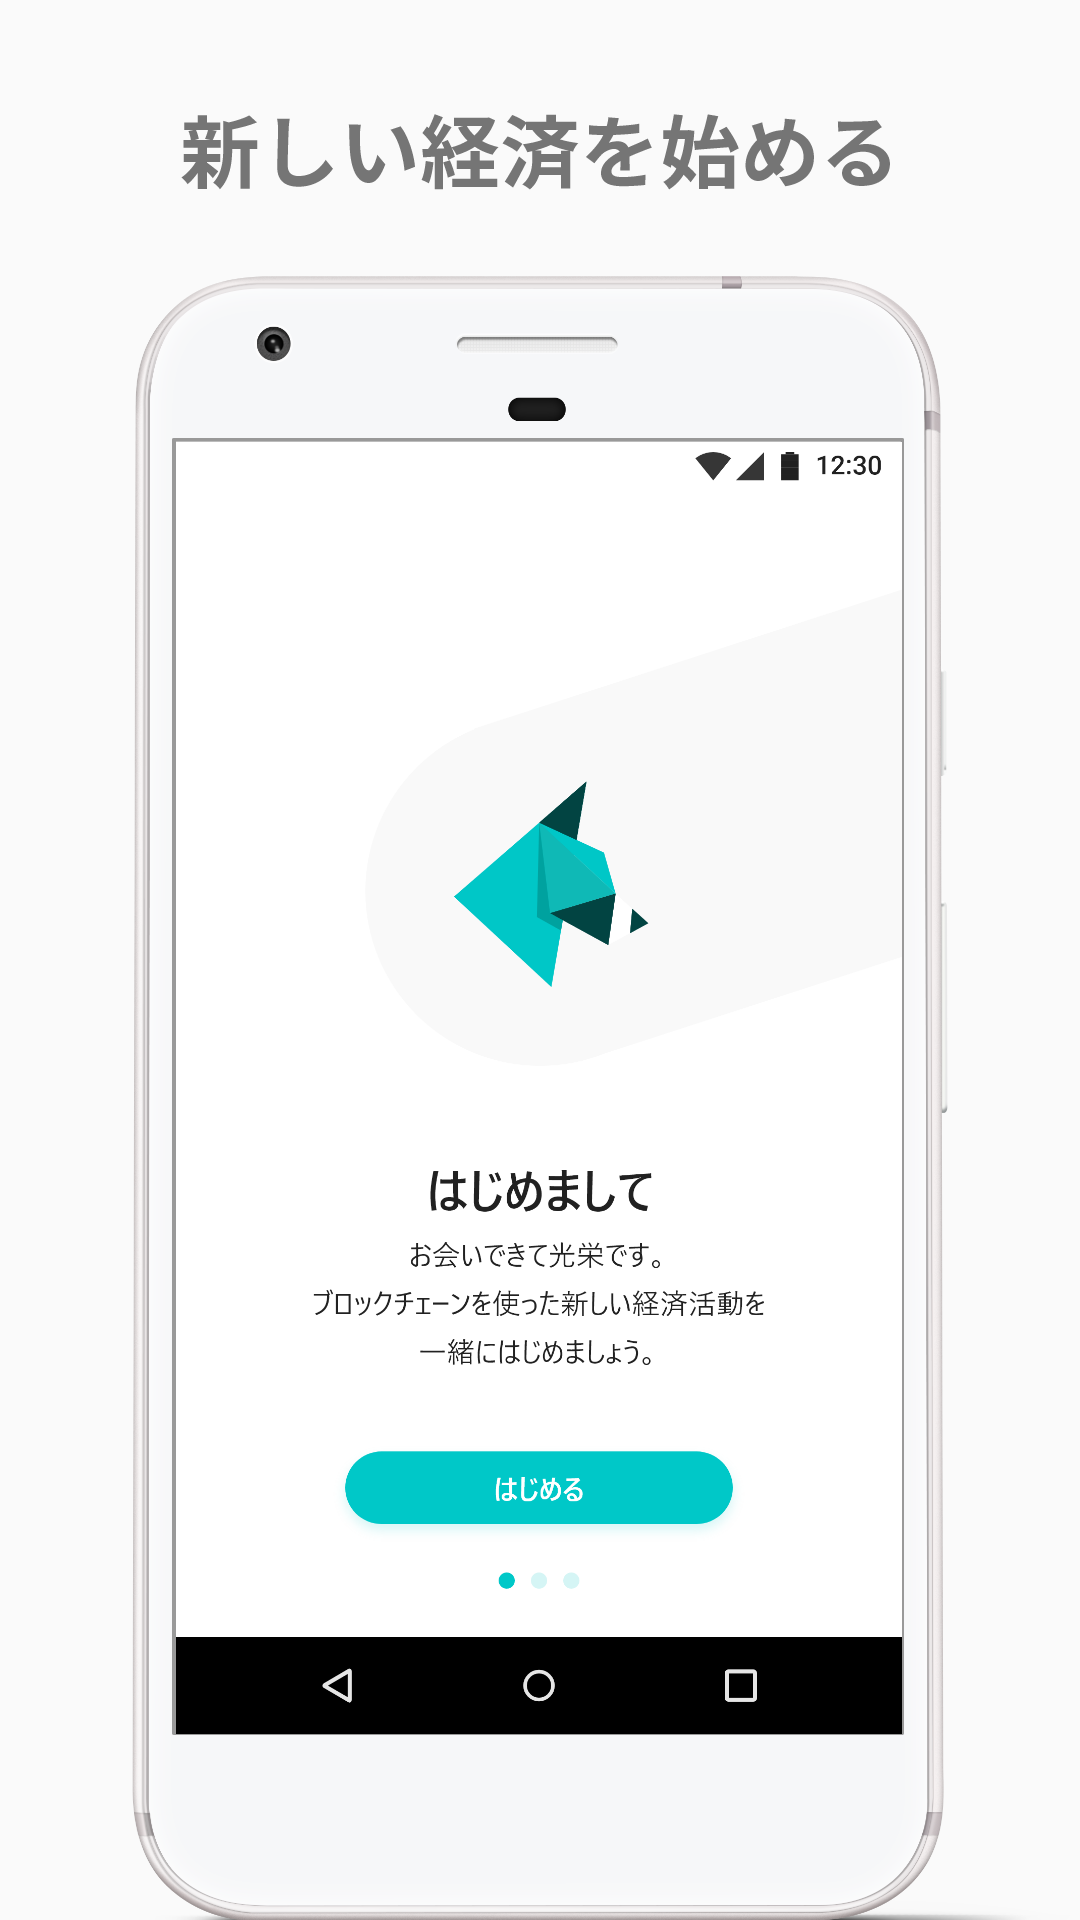 新しい経済を始める
12:30
はじめまして
お会いできて光栄です。
ブロックチェーンを使った新しい経済活動を
一緒にはじめましょう。
はじめる